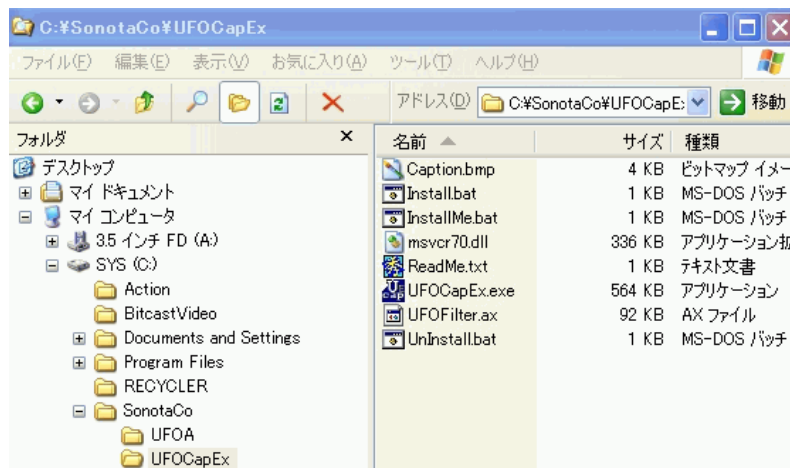 C:¥SonotaCo¥UFOCapEx
ファイル(F) 編集(E) 表示(V) お気に入り(A) ツール(T) ヘルプ(H)
アドレス(D) C:¥SonotaCo¥UFOCapE: 移動
フォルダ
名前 サイズ 種類
デスクトップ
マイ ドキュメント
マイ コンピュータ
3.5 インチ FD (A:)
SYS (C:)
Action
BitcastVideo
Documents and Settings
Program Files
RECYCLER
SonotaCo
UFOA
UFOCapEx
Caption.bmp 4 KB ビットマップ イメー
Install.bat 1 KB MS-DOS バッチ
InstallMe.bat 1 KB MS-DOS バッチ
msvcr70.dll 336 KB アプリケーション拡
ReadMe.txt 1 KB テキスト文書
UFOCapEx.exe 564 KB アプリケーション
UFOFilter.ax 92 KB AX ファイル
UnInstall.bat 1 KB MS-DOS バッチ